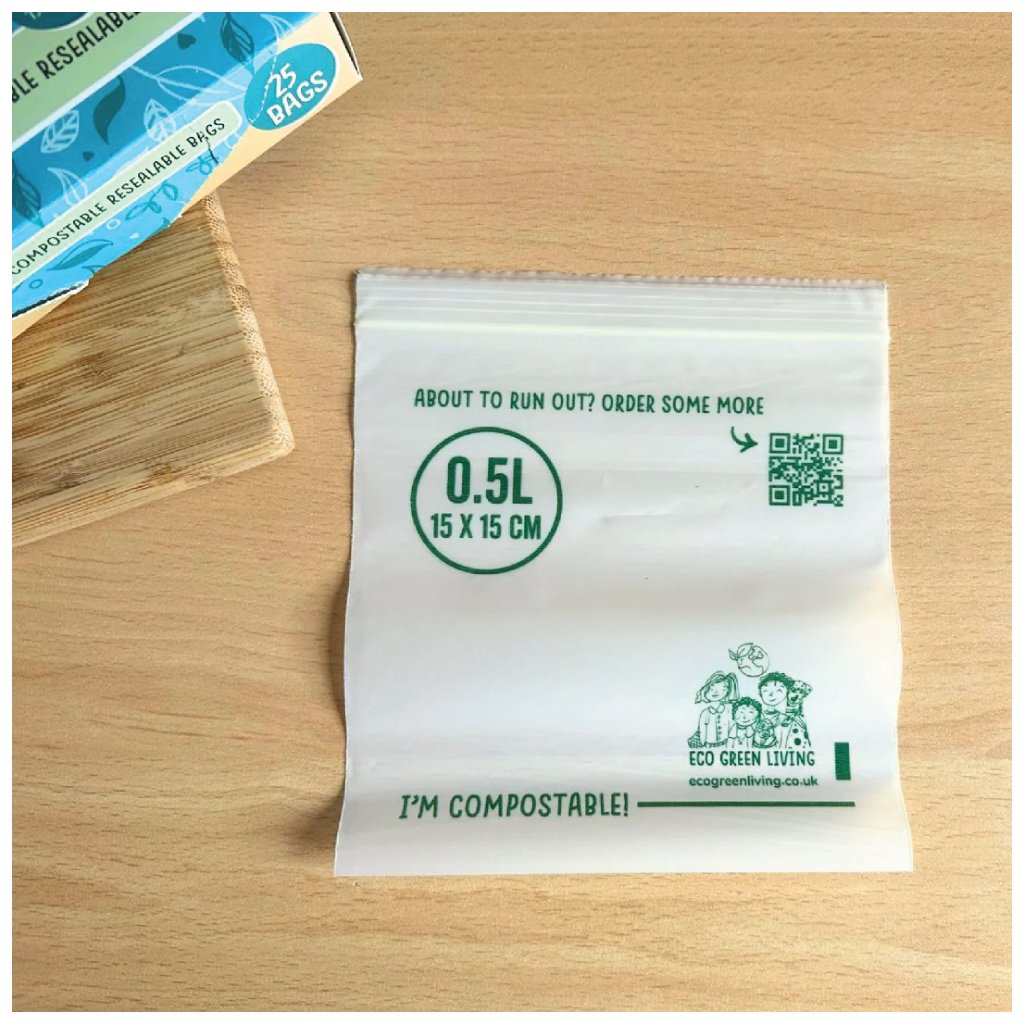 BLE RESEALABLE
25
BAGS
COMPOSTABLE RESEALABLE BAGS
ABOUT TO RUN OUT? ORDER SOME MORE
0.5L
15 X 15 CM
ECO GREEN LIVING
ecogreenliving.co.uk
I'M COMPOSTABLE!